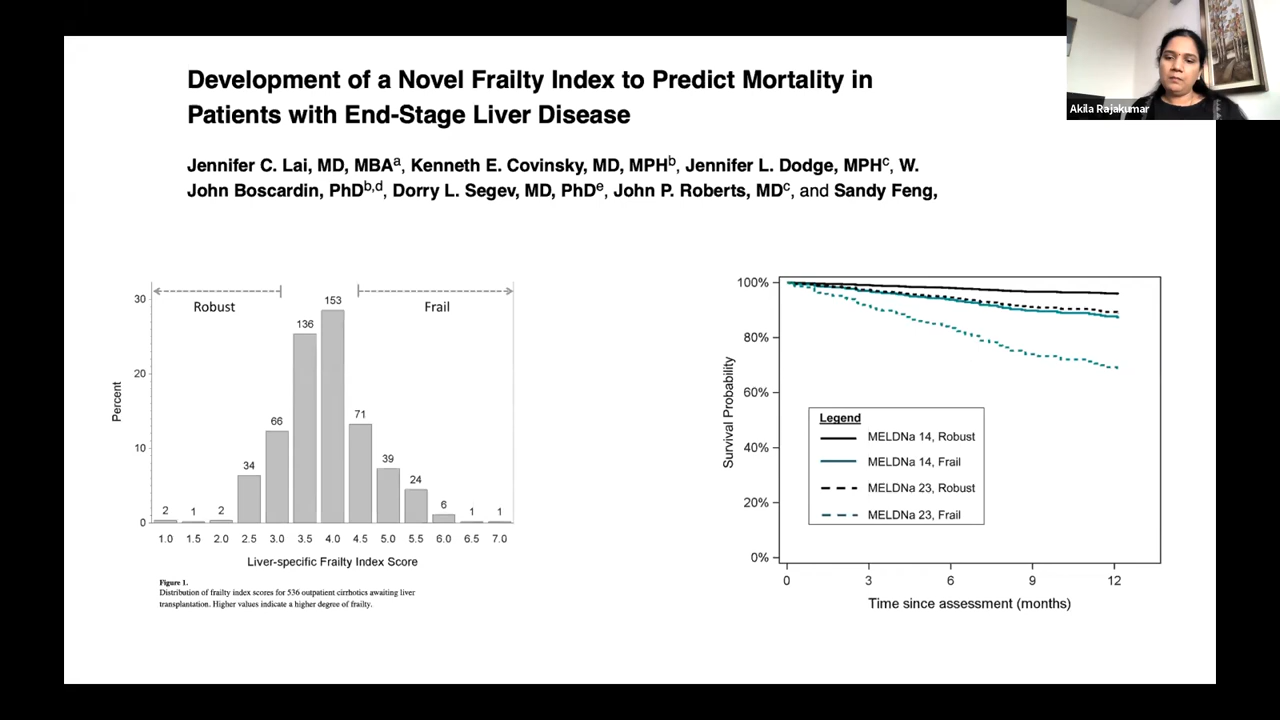 Development of a Novel Frailty Index to Predict Mortality in
Patients with End-Stage Liver Disease
Jennifer C. Lai, MD, MBAa, Kenneth E. Covinsky, MD, MPHb, Jennifer L. Dodge, MPHc, W.
John Boscardin, PhDb,d, Dorry L. Segev, MD, PhDe, John P. Roberts, MDc, and Sandy Feng,
Akila Rajakumar
Robust
Frail
Percent
30
20
10
0
2
1
2
34
66
136
153
71
39
24
6
1
1
1.0 1.5 2.0 2.5 3.0 3.5 4.0 4.5 5.0 5.5 6.0 6.5 7.0
Liver-specific Frailty Index Score
Figure 1.
Distribution of frailty index scores for 536 outpatient cirrhotics awaiting liver
transplantation. Higher values indicate a higher degree of frailty.
Survival Probability
100%
80%
60%
40%
20%
0%
Legend
MELDNa 14, Robust
MELDNa 14, Frail
MELDNa 23, Robust
MELDNa 23, Frail
0 3 6 9 12
Time since assessment (months)